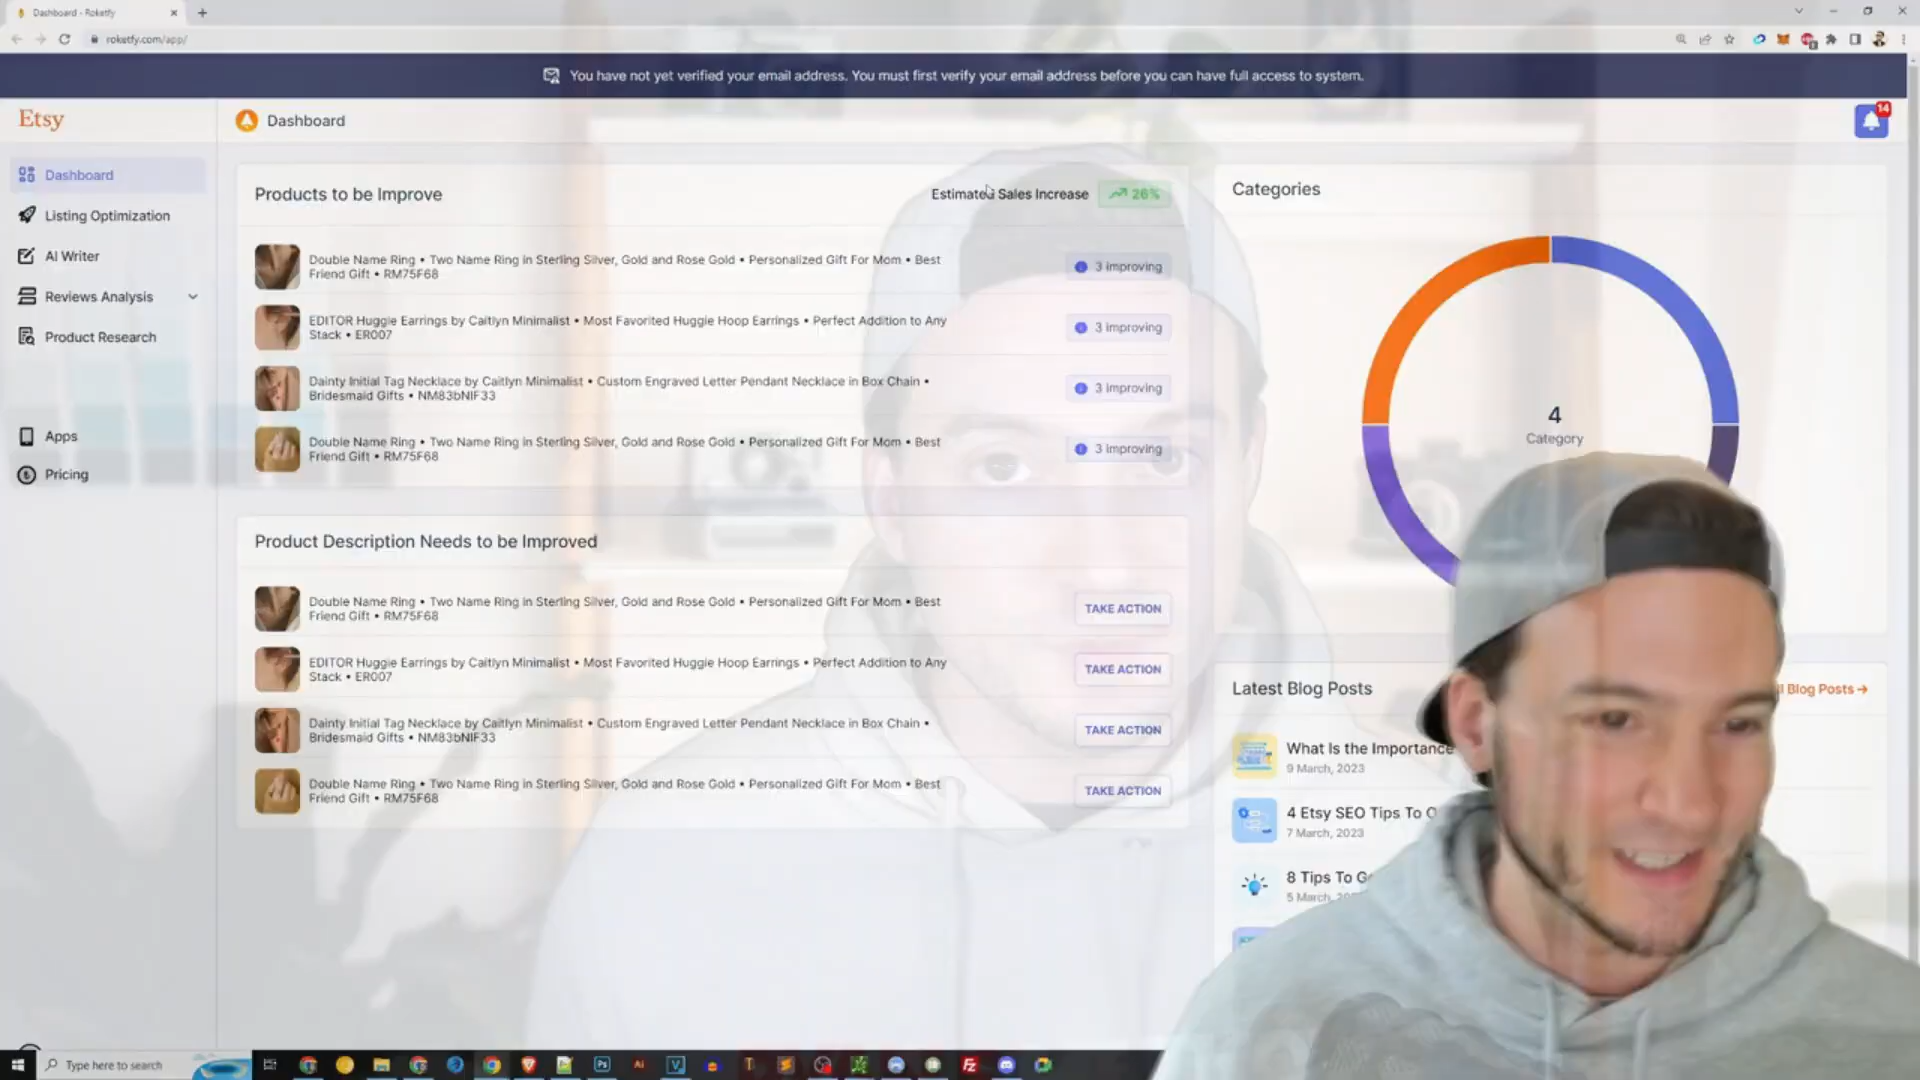 Dashboard - Roketfy
roketfy.com/app/
You have not yet verified your email address. You must first verify your email address before you can have full access to system.
Etsy
Dashboard
14
Dashboard
Listing Optimization
AI Writer
Reviews Analysis
Product Research
Apps
Pricing
Products to be Improve
Estimated Sales Increase
26%
Double Name Ring • Two Name Ring in Sterling Silver, Gold and Rose Gold • Personalized Gift For Mom • Best
Friend Gift • RM75F68
3 improving
EDITOR Huggie Earrings by Caitlyn Minimalist • Most Favorited Huggie Hoop Earrings • Perfect Addition to Any
Stack • ER007
3 improving
Dainty Initial Tag Necklace by Caitlyn Minimalist • Custom Engraved Letter Pendant Necklace in Box Chain •
Bridesmaid Gifts • NM83bNIF33
3 improving
Double Name Ring • Two Name Ring in Sterling Silver, Gold and Rose Gold • Personalized Gift For Mom • Best
Friend Gift • RM75F68
3 improving
Product Description Needs to be Improved
Double Name Ring • Two Name Ring in Sterling Silver, Gold and Rose Gold • Personalized Gift For Mom • Best
Friend Gift • RM75F68
TAKE ACTION
EDITOR Huggie Earrings by Caitlyn Minimalist • Most Favorited Huggie Hoop Earrings • Perfect Addition to Any
Stack • ER007
TAKE ACTION
Dainty Initial Tag Necklace by Caitlyn Minimalist • Custom Engraved Letter Pendant Necklace in Box Chain •
Bridesmaid Gifts • NM83bNIF33
TAKE ACTION
Double Name Ring • Two Name Ring in Sterling Silver, Gold and Rose Gold • Personalized Gift For Mom • Best
Friend Gift • RM75F68
TAKE ACTION
Categories
4
Category
Latest Blog Posts
Blog Posts →
What Is the Importance
9 March, 2023
4 Etsy SEO Tips To
7 March, 2023
8 Tips To
5 March,
Type here to search